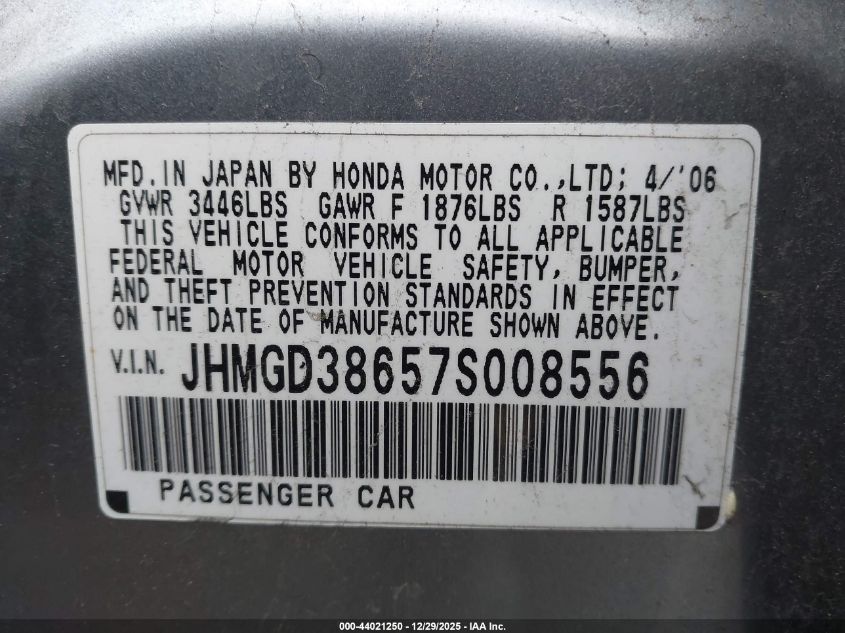 MFD.IN JAPAN BY HONDA MOTOR CO.,LTD; 4/'06
GVWR 3446LBS GAWR F 1876LBS R 1587LBS
THIS VEHICLE CONFORMS TO ALL APPLICABLE
FEDERAL MOTOR VEHICLE SAFETY, BUMPER,
AND THEFT PREVENTION STANDARDS IN EFFECT
ON THE DATE OF MANUFACTURE SHOWN ABOVE.
V.I.N. JHMGD38657S008556
PASSENGER CAR
000-44021250 - 12/29/2025 - IAA Inc.